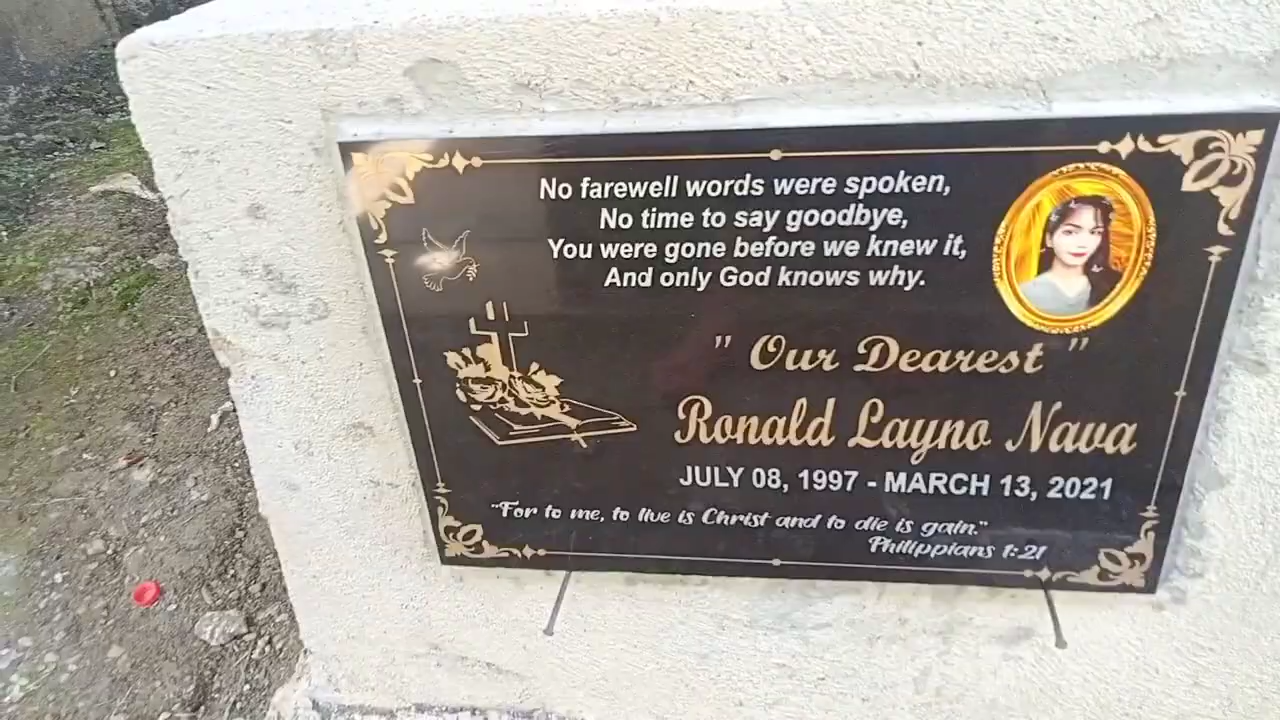 No farewell words were spoken,
No time to say goodbye,
You were gone before we knew it,
And only God knows why.
" Our Dearest "
Ronald Layno Nava
JULY 08, 1997 - MARCH 13, 2021
"For to me, to live is Christ and to die is gain."
Philippians 1:21